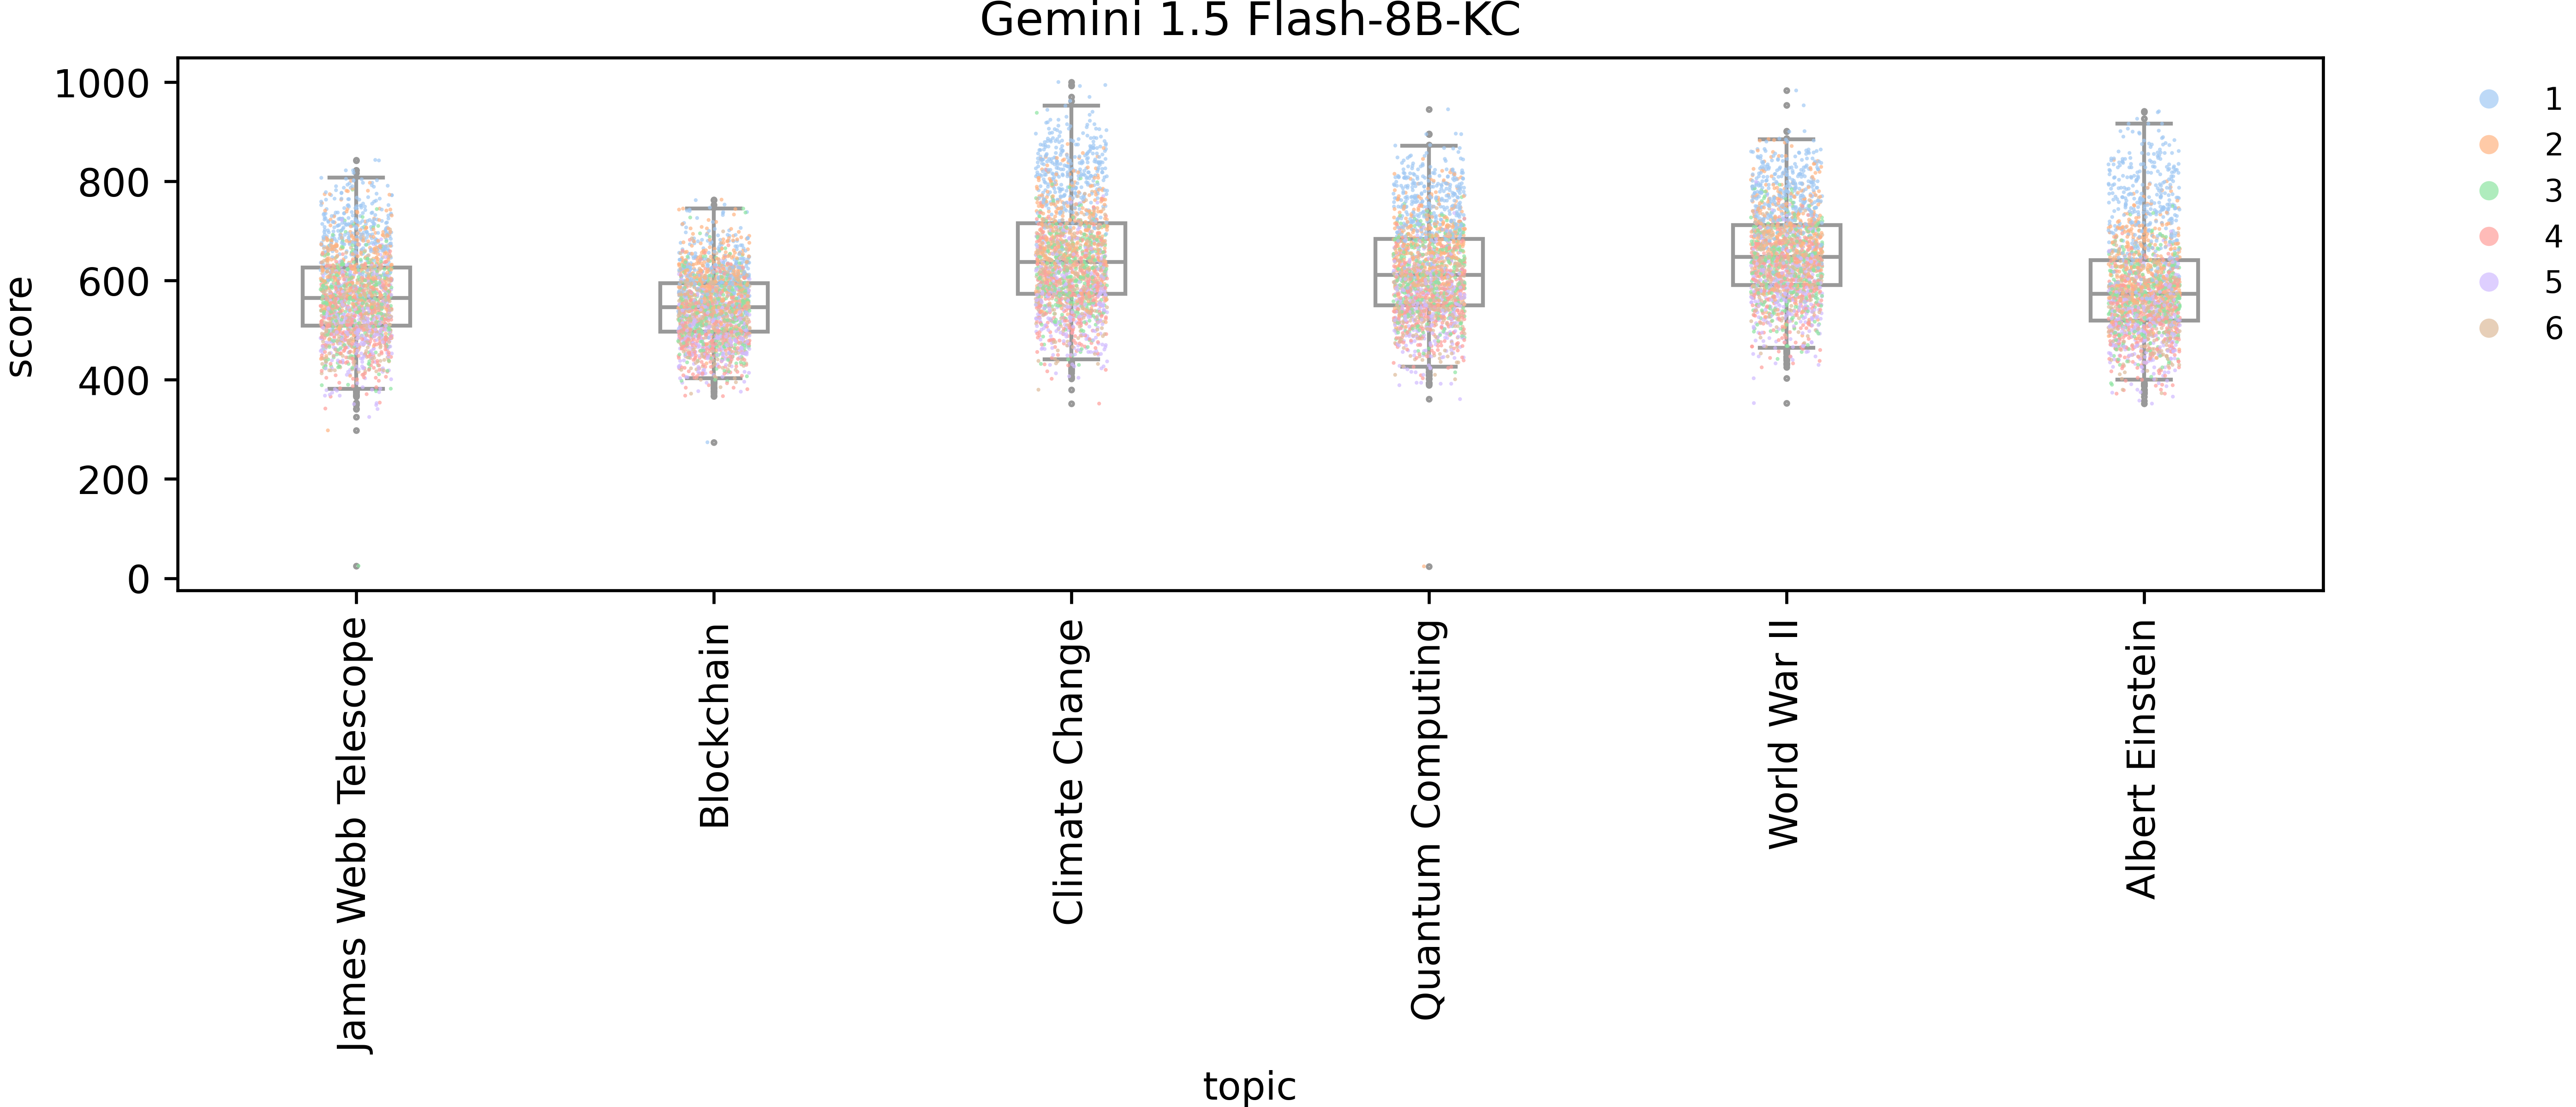 Gemini 1.5 Flash-8B-KC
score
1000
800
600
400
200
0
James Webb Telescope
Blockchain
Climate Change
Quantum Computing
World War II
Albert Einstein
topic
1
2
3
4
5
6